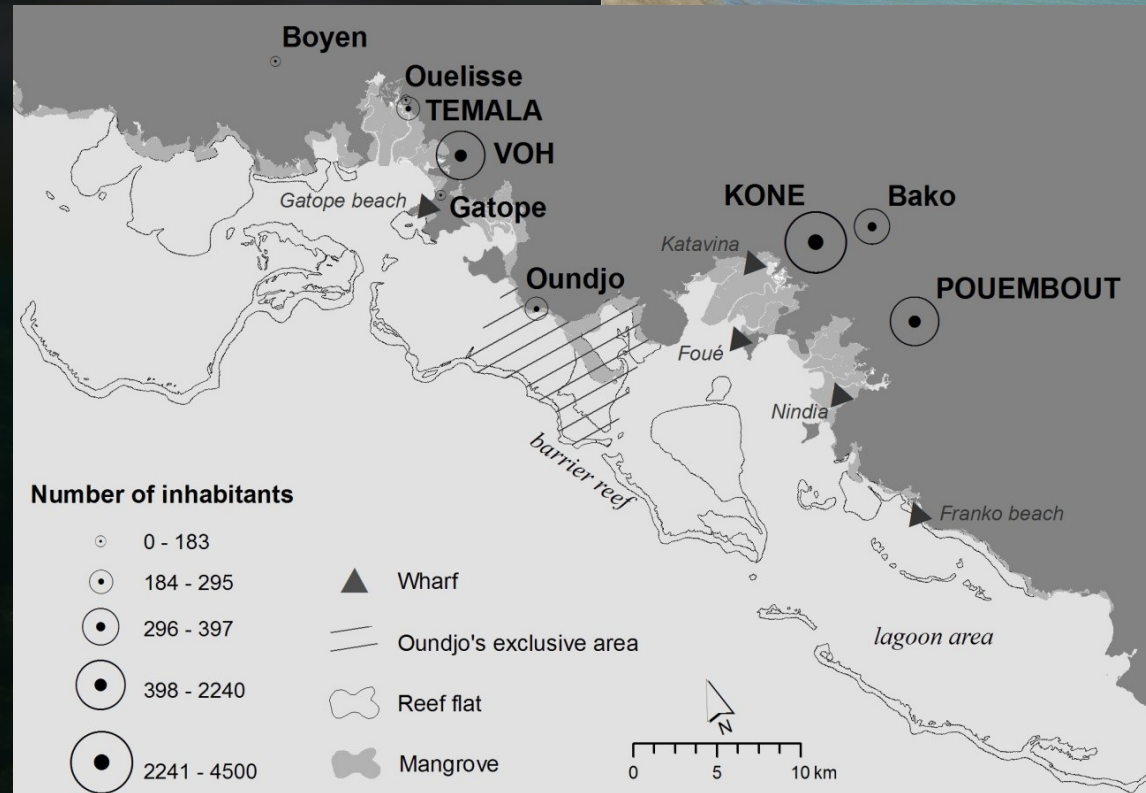 Boyen
Ouelisse
TEMALA
VOH
Gatope beach
Gatope
KONE
Bako
Katavina
Oundjo
POUEMBOUT
Foué
Nindia
barrier reef
Franko beach
lagoon area
Number of inhabitants
0 - 183
184 - 295
296 - 397
398 - 2240
2241 - 4500
Wharf
Oundjo's exclusive area
Reef flat
Mangrove
N
0 5 10 km